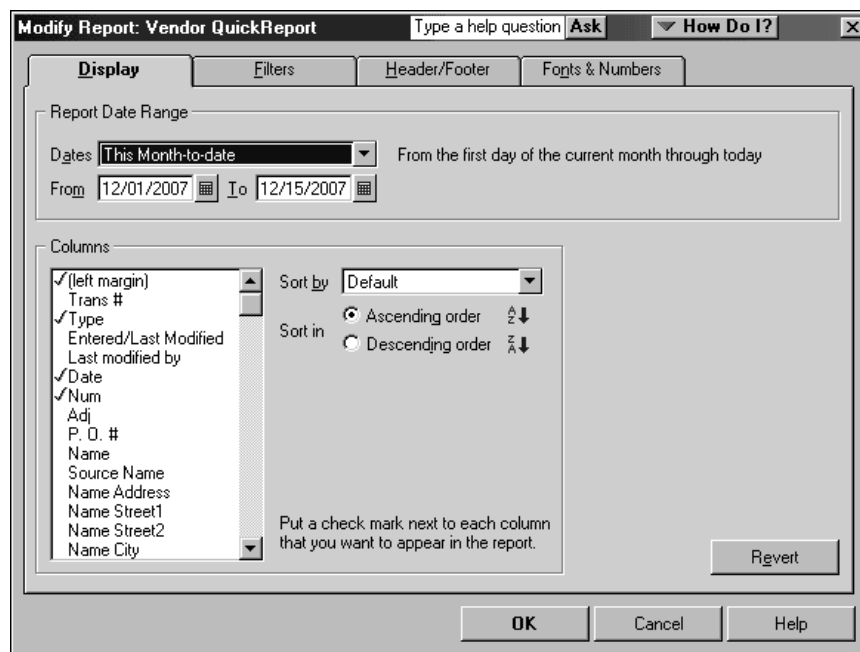 Modify Report: Vendor QuickReport Type a help question Ask How Do I? X
Display Filters Header/Footer Fonts & Numbers
Report Date Range
Dates This Month-to-date From the first day of the current month through today
From 12/01/2007 To 12/15/2007
Columns
(left margin)
Trans #
Type
Entered/Last Modified
Last modified by
Date
Num
Adj
P. O. #
Name
Source Name
Name Address
Name Street1
Name Street2
Name City
Sort by Default
Sort in
Ascending order AZ
Descending order ZA
Put a check mark next to each column
that you want to appear in the report.
Revert
OK Cancel Help